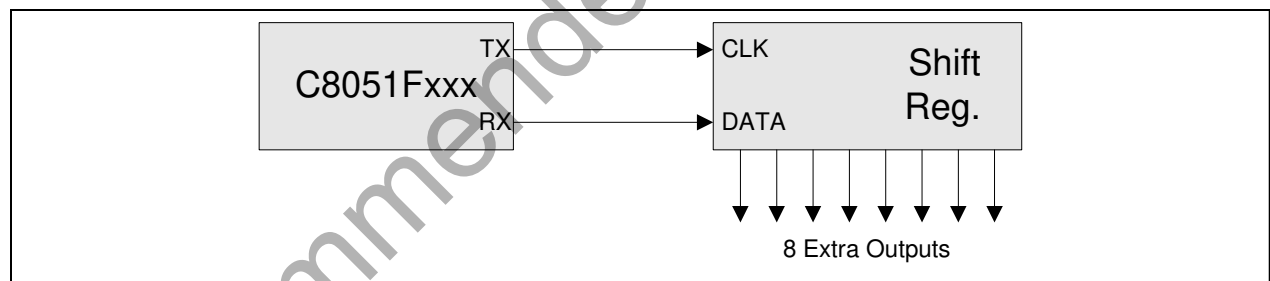 TX
CLK
C8051Fxxx
Shift
Reg.
RX
DATA
8 Extra Outputs